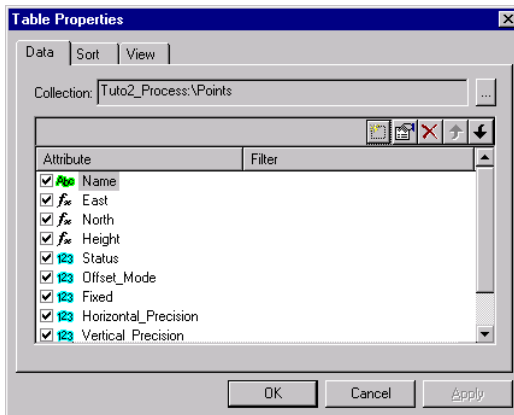 Table Properties
Data Sort View
Collection: Tuto2_Process:\Points ...
Attribute Filter
Abc Name
fx East
fx North
fx Height
123 Status
123 Offset_Mode
123 Fixed
123 Horizontal_Precision
123 Vertical_Precision
OK Cancel Apply